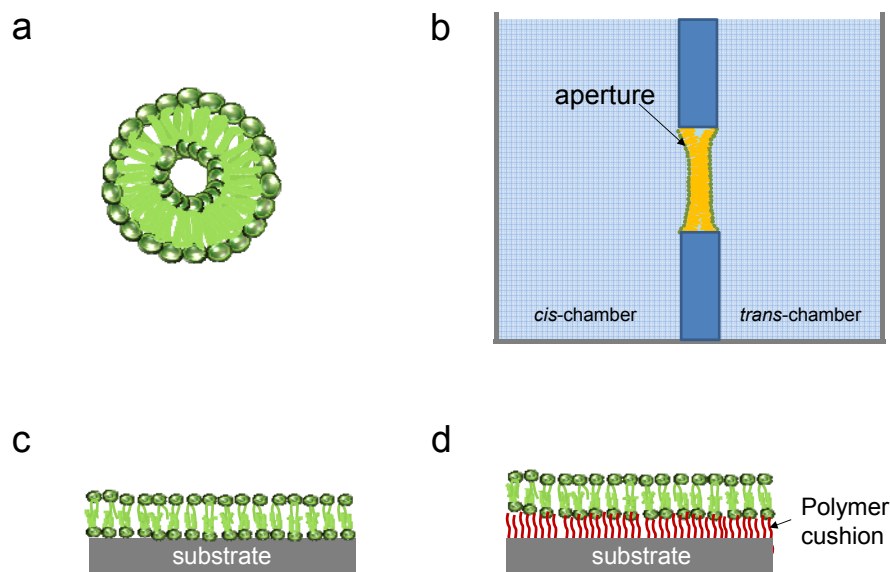 a
b
aperture
cis-chamber
trans-chamber
c
d
substrate
substrate
Polymer
cushion